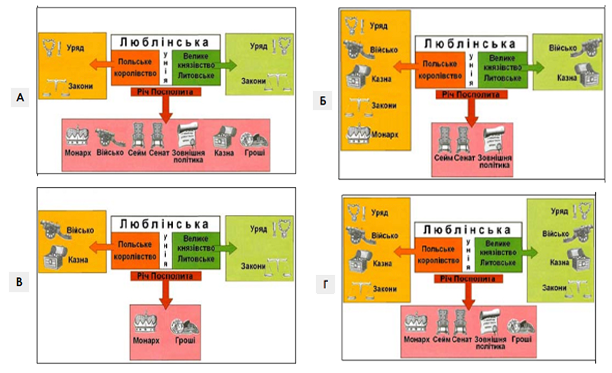 А
Люблінська
унія
Польське
королівство
Велике
князівство
Литовське
Річ Посполита
Уряд
Закони
Уряд
Закони
Монарх Військо Сейм Сенат Зовнішня
політика Казна Гроші
Б
Люблінська
унія
Польське
королівство
Велике
князівство
Литовське
Річ Посполита
Уряд
Військо
Казна
Закони
Монарх
Військо
Сейм Сенат Зовнішня
політика
В
Люблінська
унія
Польське
королівство
Велике
князівство
Литовське
Річ Посполита
Військо
Казна
Уряд
Закони
Монарх Гроші
Г
Люблінська
унія
Польське
королівство
Велике
князівство
Литовське
Річ Посполита
Уряд
Військо
Казна
Закони
Уряд
Військо
Казна
Закони
Монарх Сейм Сенат Зовнішня
політика Гроші